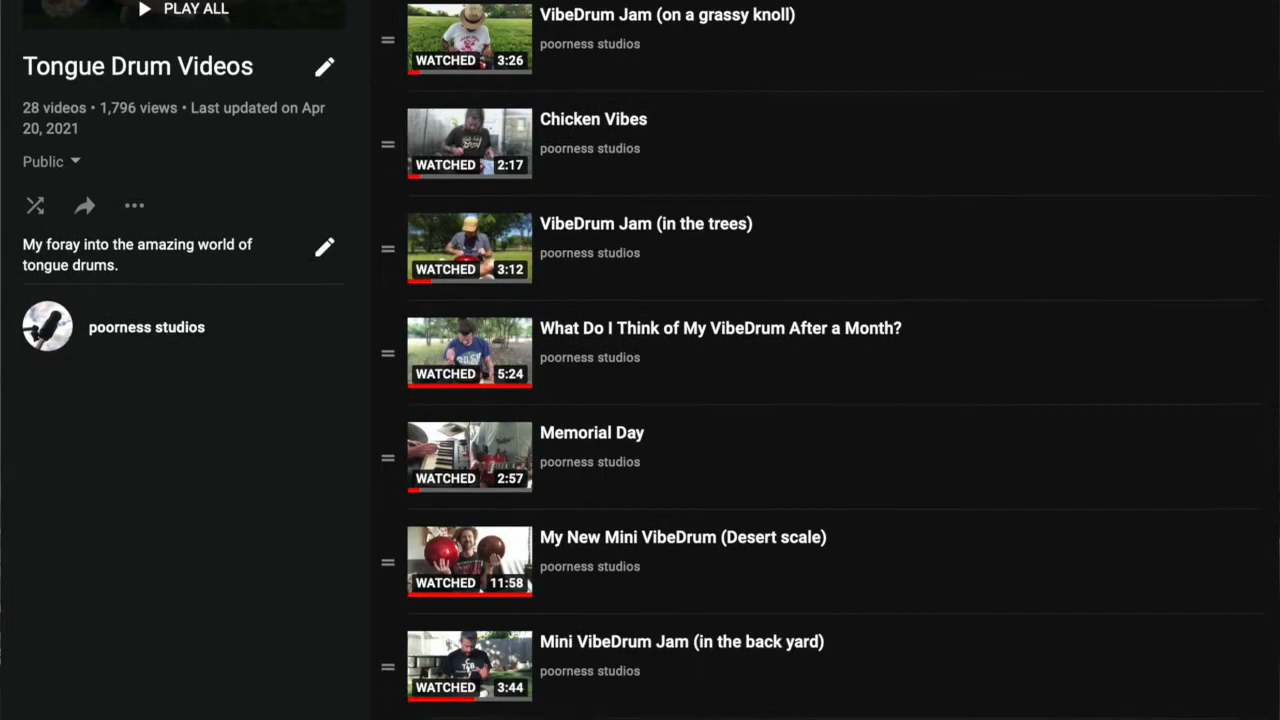 PLAY ALL
Tongue Drum Videos
28 videos • 1,796 views • Last updated on Apr
20, 2021
Public
My foray into the amazing world of
tongue drums.
poorness studios
VibeDrum Jam (on a grassy knoll)
poorness studios
WATCHED 3:26
Chicken Vibes
poorness studios
WATCHED 2:17
VibeDrum Jam (in the trees)
poorness studios
WATCHED 3:12
What Do I Think of My VibeDrum After a Month?
poorness studios
WATCHED 5:24
Memorial Day
poorness studios
WATCHED 2:57
My New Mini VibeDrum (Desert scale)
poorness studios
WATCHED 11:58
Mini VibeDrum Jam (in the back yard)
poorness studios
WATCHED 3:44